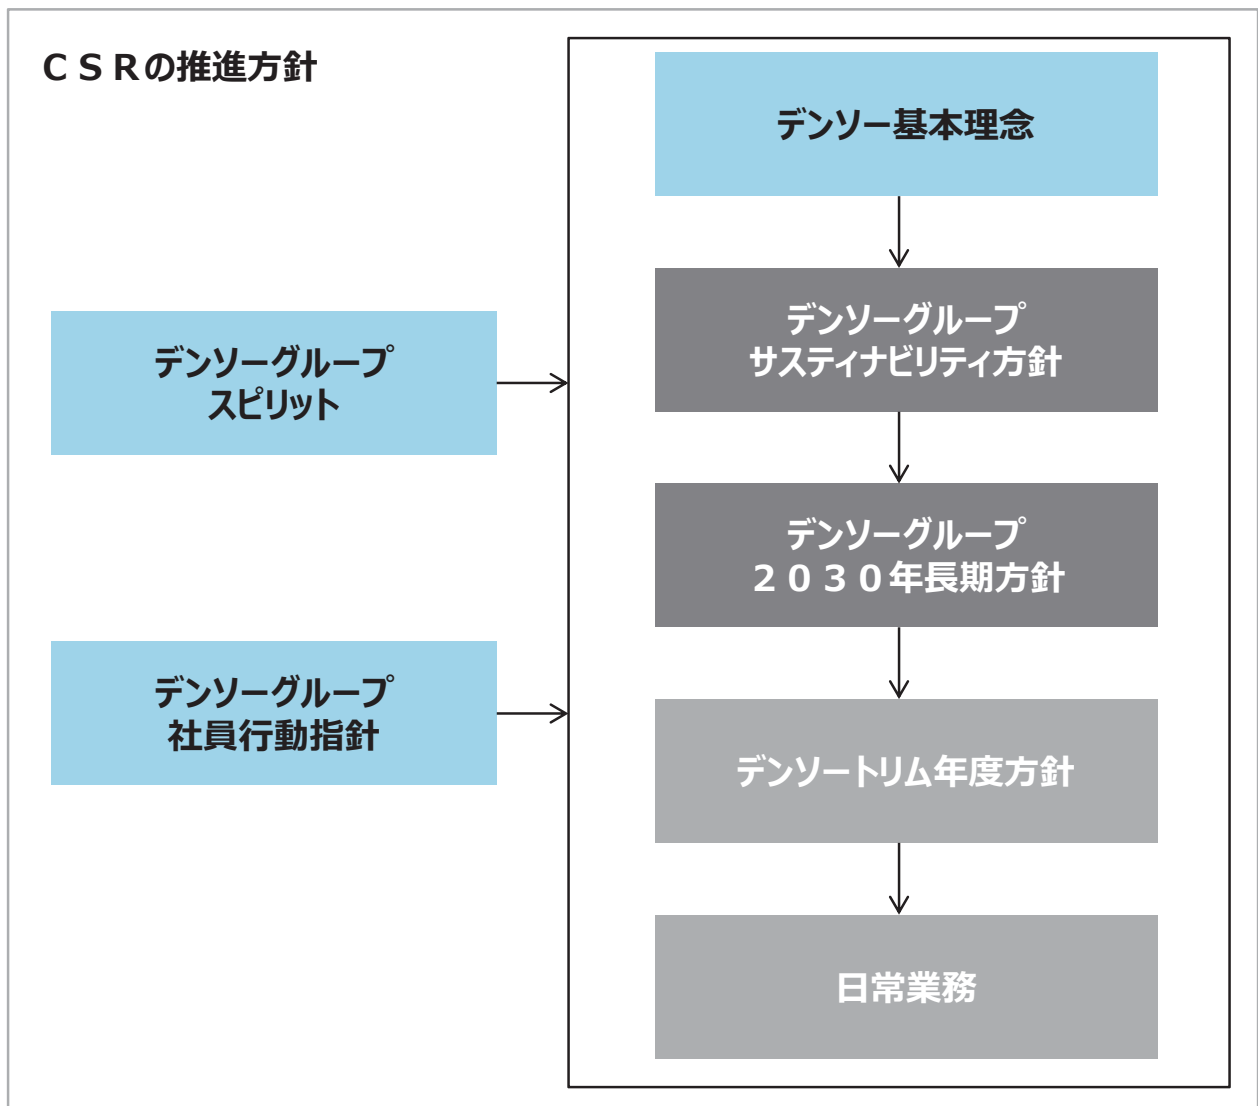 ＣＳＲの推進方針
デンソー基本理念
デンソーグループ
サスティナビリティ方針
デンソーグループ
スピリット
デンソーグループ
２０３０年長期方針
デンソーグループ
社員行動指針
デンソートリム年度方針
日常業務